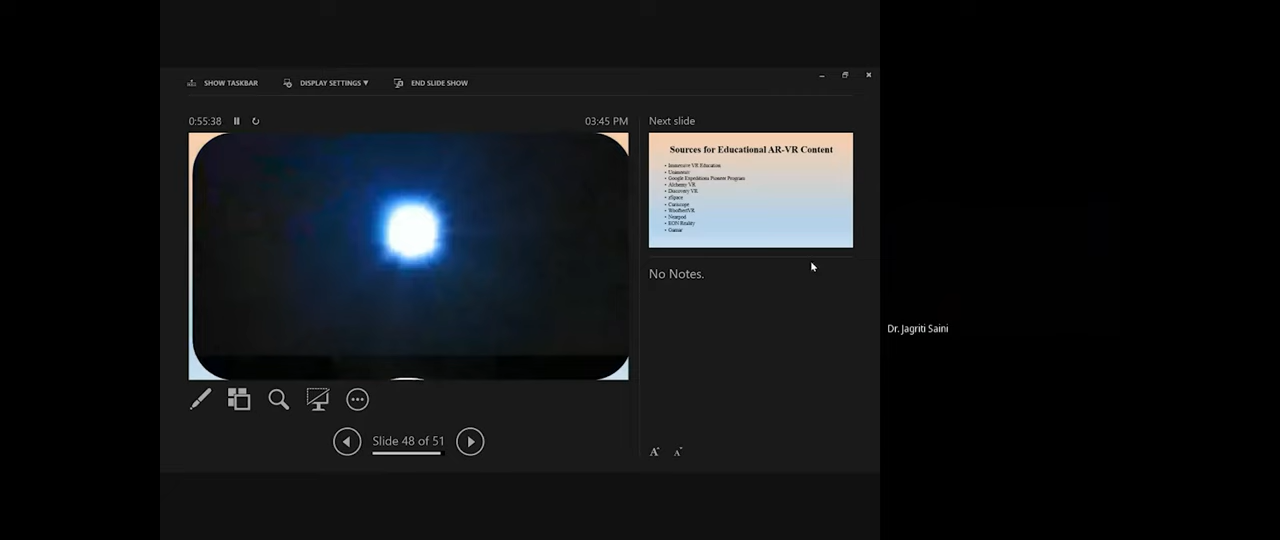 SHOW TASKBAR
DISPLAY SETTINGS ▼
END SLIDE SHOW
0:55:38
03:45 PM
Next slide
Sources for Educational AR-VR Content
• Immersive VR Education
• Unimersiv
• Google Expeditions Pioneer Program
• Alchemy VR
• Discovery VR
• zSpace
• Curiscope
• Nearpod
• EON Reality
No Notes.
Dr. Jagriti Saini
Slide 48 of 51
A A